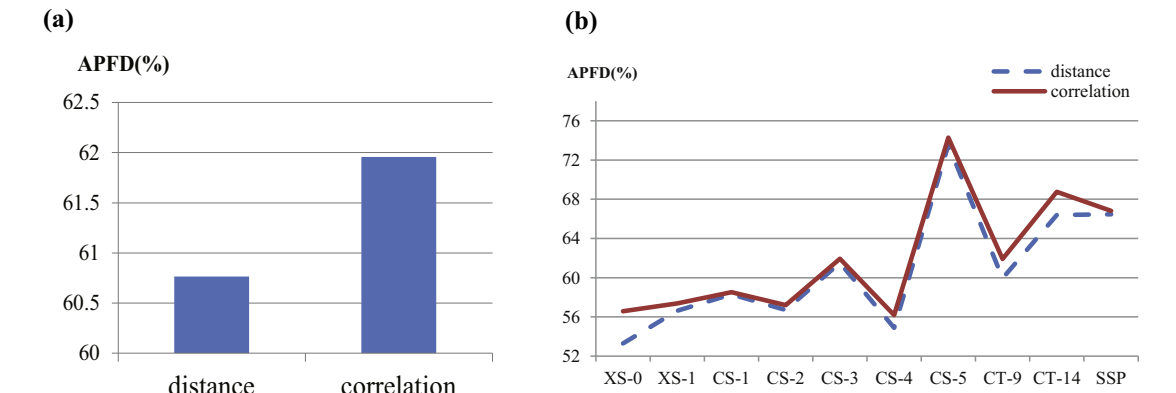 (a)
APFD(%)
62.5
62
61.5
61
60.5
60
distance correlation
(b)
APFD(%)
distance
correlation
76
72
68
64
60
56
52
XS-0 XS-1 CS-1 CS-2 CS-3 CS-4 CS-5 CT-9 CT-14 SSP